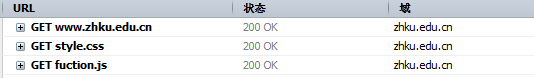 URL 状态 域
GET www.zhku.edu.cn 200 OK zhku.edu.cn
GET style.css 200 OK zhku.edu.cn
GET fuction.js 200 OK zhku.edu.cn